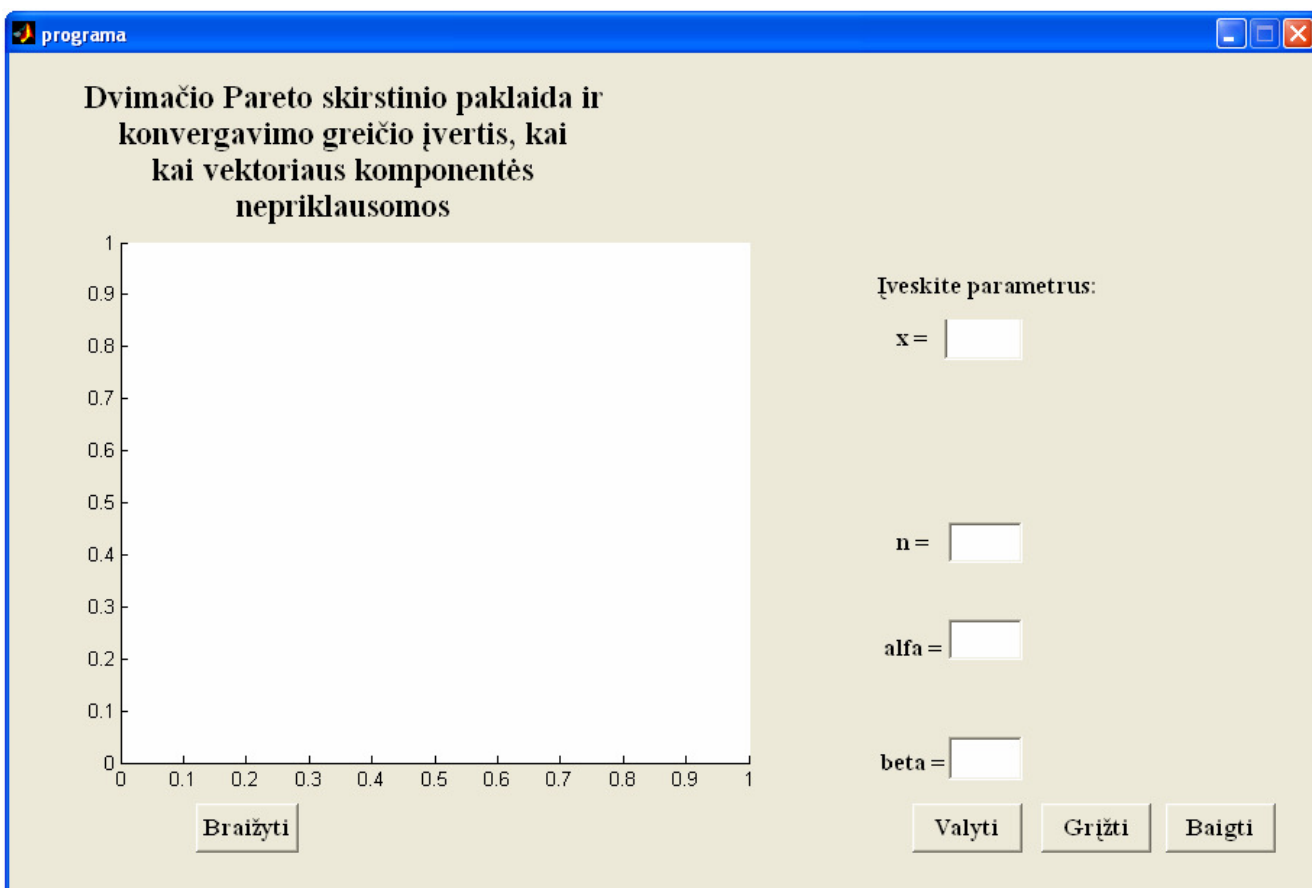 programa
Dvimačio Pareto skirstinio paklaida ir
konvergavimo greičio įvertis, kai
kai vektoriaus komponentės
nepriklausomos
1
0.9
0.8
0.7
0.6
0.5
0.4
0.3
0.2
0.1
0
0 0.1 0.2 0.3 0.4 0.5 0.6 0.7 0.8 0.9 1
Įveskite parametrus:
x =
n =
alfa =
beta =
Braižyti
Valyti Grįžti Baigti